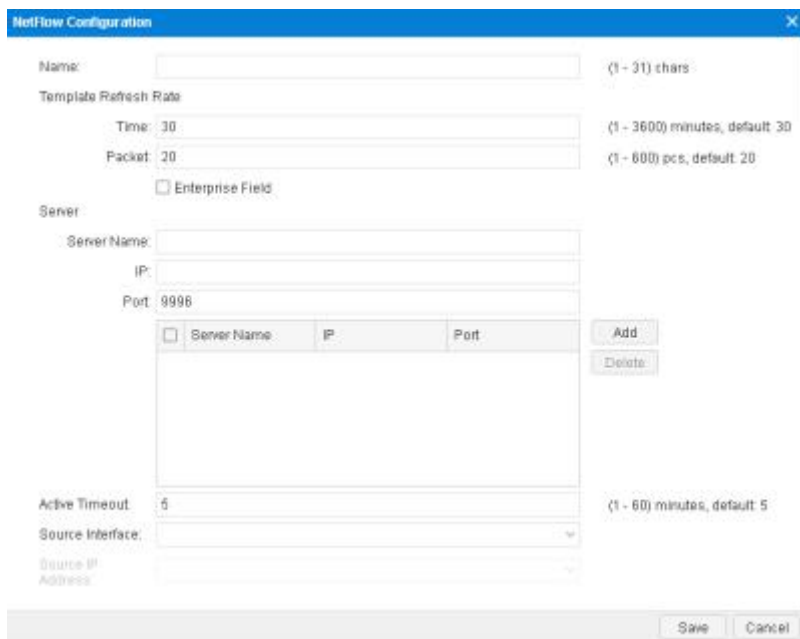 NetFlow Configuration
Name: (1 - 31) chars
Template Refresh Rate
Time: 30 (1 - 3600) minutes, default: 30
Packet: 20 (1 - 600) pcs, default: 20
Enterprise Field
Server
Server Name:
IP:
Port: 9996
Server Name IP Port Add
Delete
Active Timeout: 5 (1 - 60) minutes, default: 5
Source Interface:
Source IP
Address:
Save Cancel